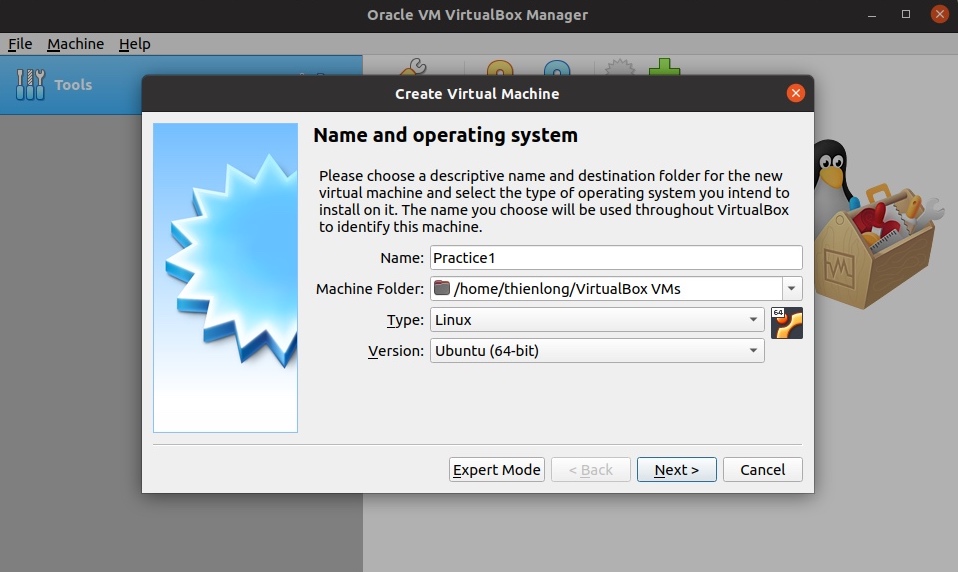 Oracle VM VirtualBox Manager
File Machine Help
Tools
Create Virtual Machine
Name and operating system
Please choose a descriptive name and destination folder for the new
virtual machine and select the type of operating system you intend to
install on it. The name you choose will be used throughout VirtualBox
to identify this machine.
Name: Practice1
Machine Folder: /home/thienlong/VirtualBox VMs
Type: Linux
64
Version: Ubuntu (64-bit)
Expert Mode < Back Next > Cancel